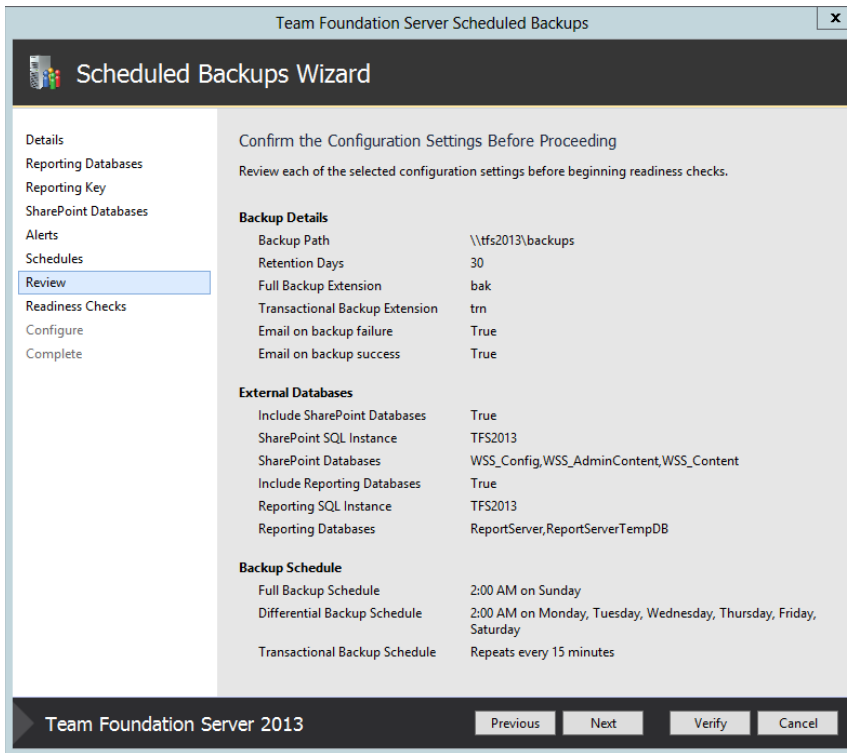 Team Foundation Server Scheduled Backups
x
Scheduled Backups Wizard
Details
Reporting Databases
Reporting Key
SharePoint Databases
Alerts
Schedules
Review
Readiness Checks
Configure
Complete
Confirm the Configuration Settings Before Proceeding
Review each of the selected configuration settings before beginning readiness checks.
Backup Details
Backup Path \\tfs2013\backups
Retention Days 30
Full Backup Extension bak
Transactional Backup Extension trn
Email on backup failure True
Email on backup success True
External Databases
Include SharePoint Databases True
SharePoint SQL Instance TFS2013
SharePoint Databases WSS_Config,WSS_AdminContent,WSS_Content
Include Reporting Databases True
Reporting SQL Instance TFS2013
Reporting Databases ReportServer,ReportServerTempDB
Backup Schedule
Full Backup Schedule 2:00 AM on Sunday
Differential Backup Schedule 2:00 AM on Monday, Tuesday, Wednesday, Thursday, Friday,
Saturday
Transactional Backup Schedule Repeats every 15 minutes
Team Foundation Server 2013
Previous Next Verify Cancel